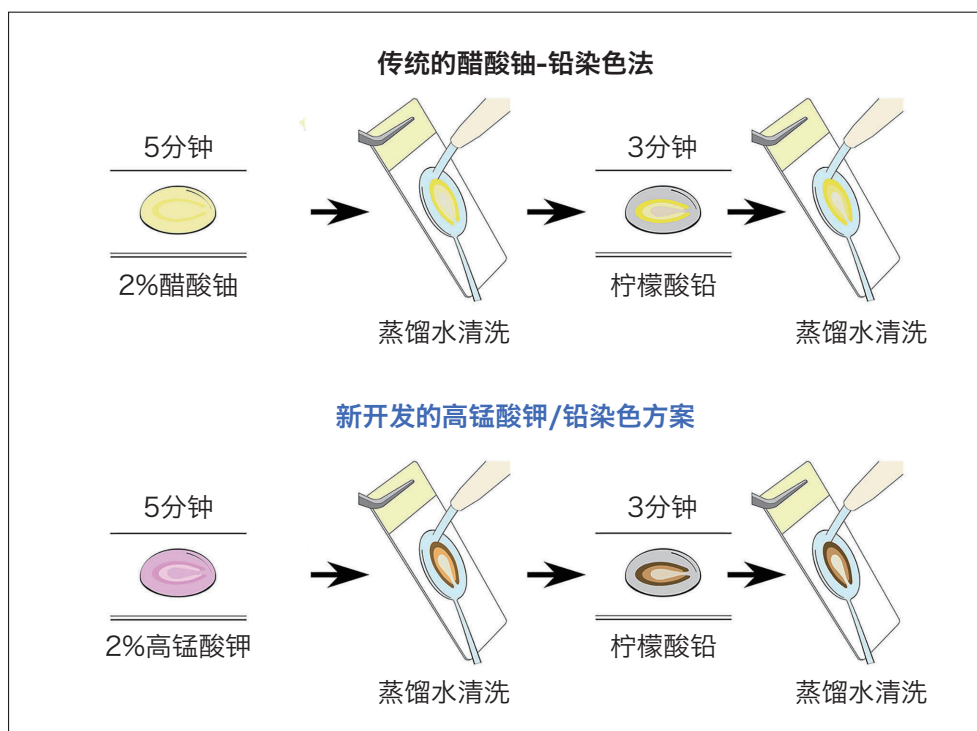 传统的醋酸铀-铅染色法
5分钟
3分钟
2%醋酸铀
柠檬酸铅
蒸馏水清洗
蒸馏水清洗
新开发的高锰酸钾/铅染色方案
5分钟
3分钟
2%高锰酸钾
柠檬酸铅
蒸馏水清洗
蒸馏水清洗